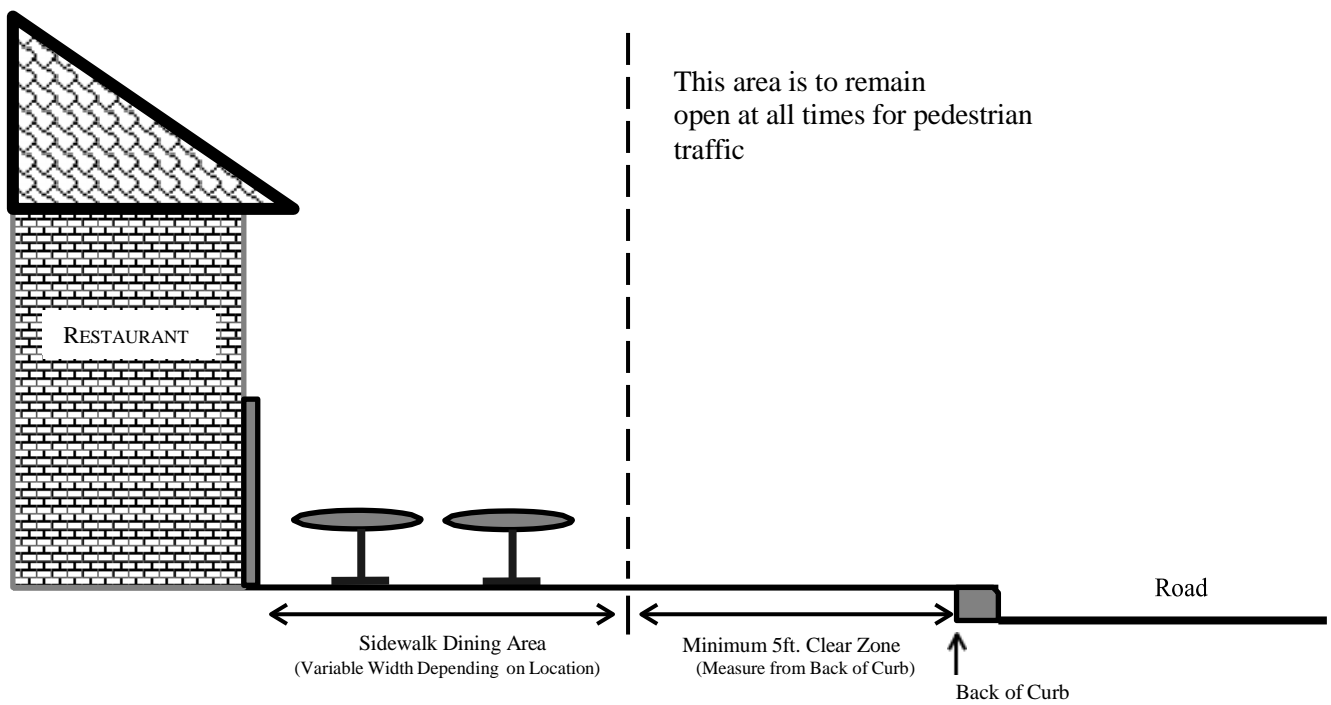 This area is to remain
open at all times for pedestrian
traffic
RESTAURANT
Road
Sidewalk Dining Area
(Variable Width Depending on Location)
Minimum 5ft. Clear Zone
(Measure from Back of Curb)
Back of Curb